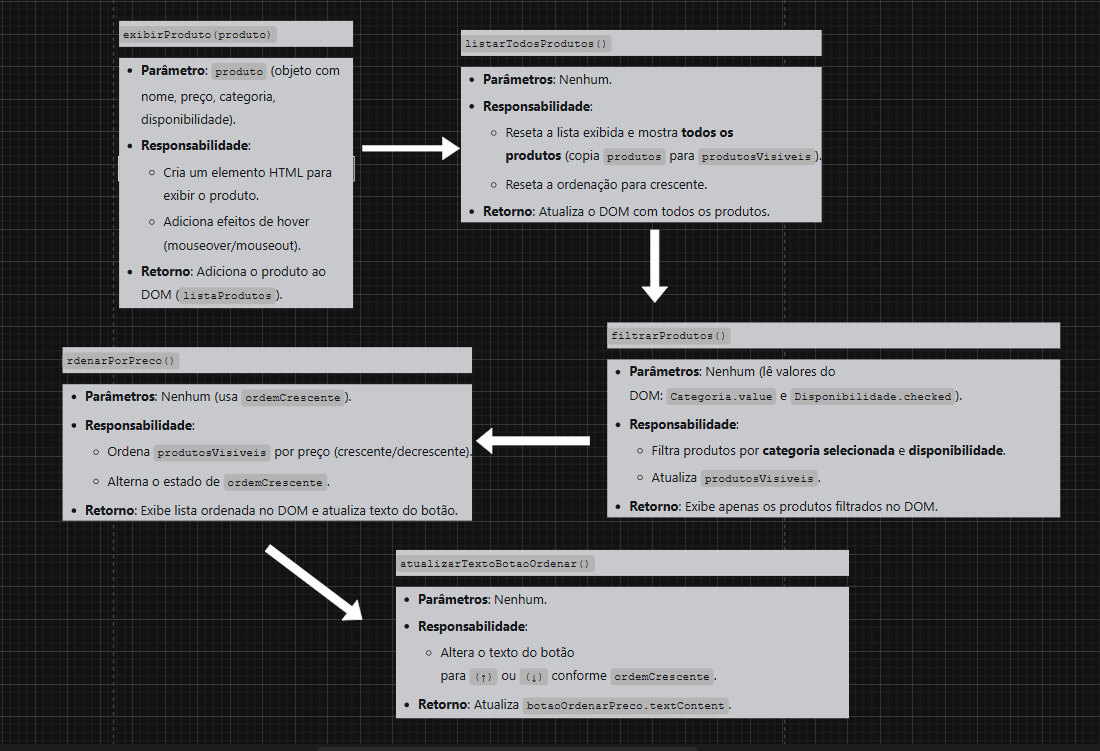 exibirProduto(produto)
• Parâmetro: produto (objeto com
nome, preço, categoria,
disponibilidade).
• Responsabilidade:
○ Cria um elemento HTML para
exibir o produto.
○ Adiciona efeitos de hover
(mouseover/mouseout).
• Retorno: Adiciona o produto ao
DOM (listaProdutos).
listarTodosProdutos()
• Parâmetros: Nenhum.
• Responsabilidade:
○ Reseta a lista exibida e mostra todos os
produtos (copia produtos para produtosVisiveis).
○ Reseta a ordenação para crescente.
• Retorno: Atualiza o DOM com todos os produtos.
filtrarProdutos()
• Parâmetros: Nenhum (lê valores do
DOM: Categoria.value e Disponibilidade.checked).
• Responsabilidade:
○ Filtra produtos por categoria selecionada e disponibilidade.
○ Atualiza produtosVisiveis.
• Retorno: Exibe apenas os produtos filtrados no DOM.
rdenarPorPreco()
• Parâmetros: Nenhum (usa ordemCrescente).
• Responsabilidade:
○ Ordena produtosVisiveis por preço (crescente/decrescente).
○ Alterna o estado de ordemCrescente.
• Retorno: Exibe lista ordenada no DOM e atualiza texto do botão.
atualizarTextoBotaoOrdenar()
• Parâmetros: Nenhum.
• Responsabilidade:
○ Altera o texto do botão
para (↑) ou (↓) conforme ordemCrescente.
• Retorno: Atualiza botaoOrdenarPreco.textContent.